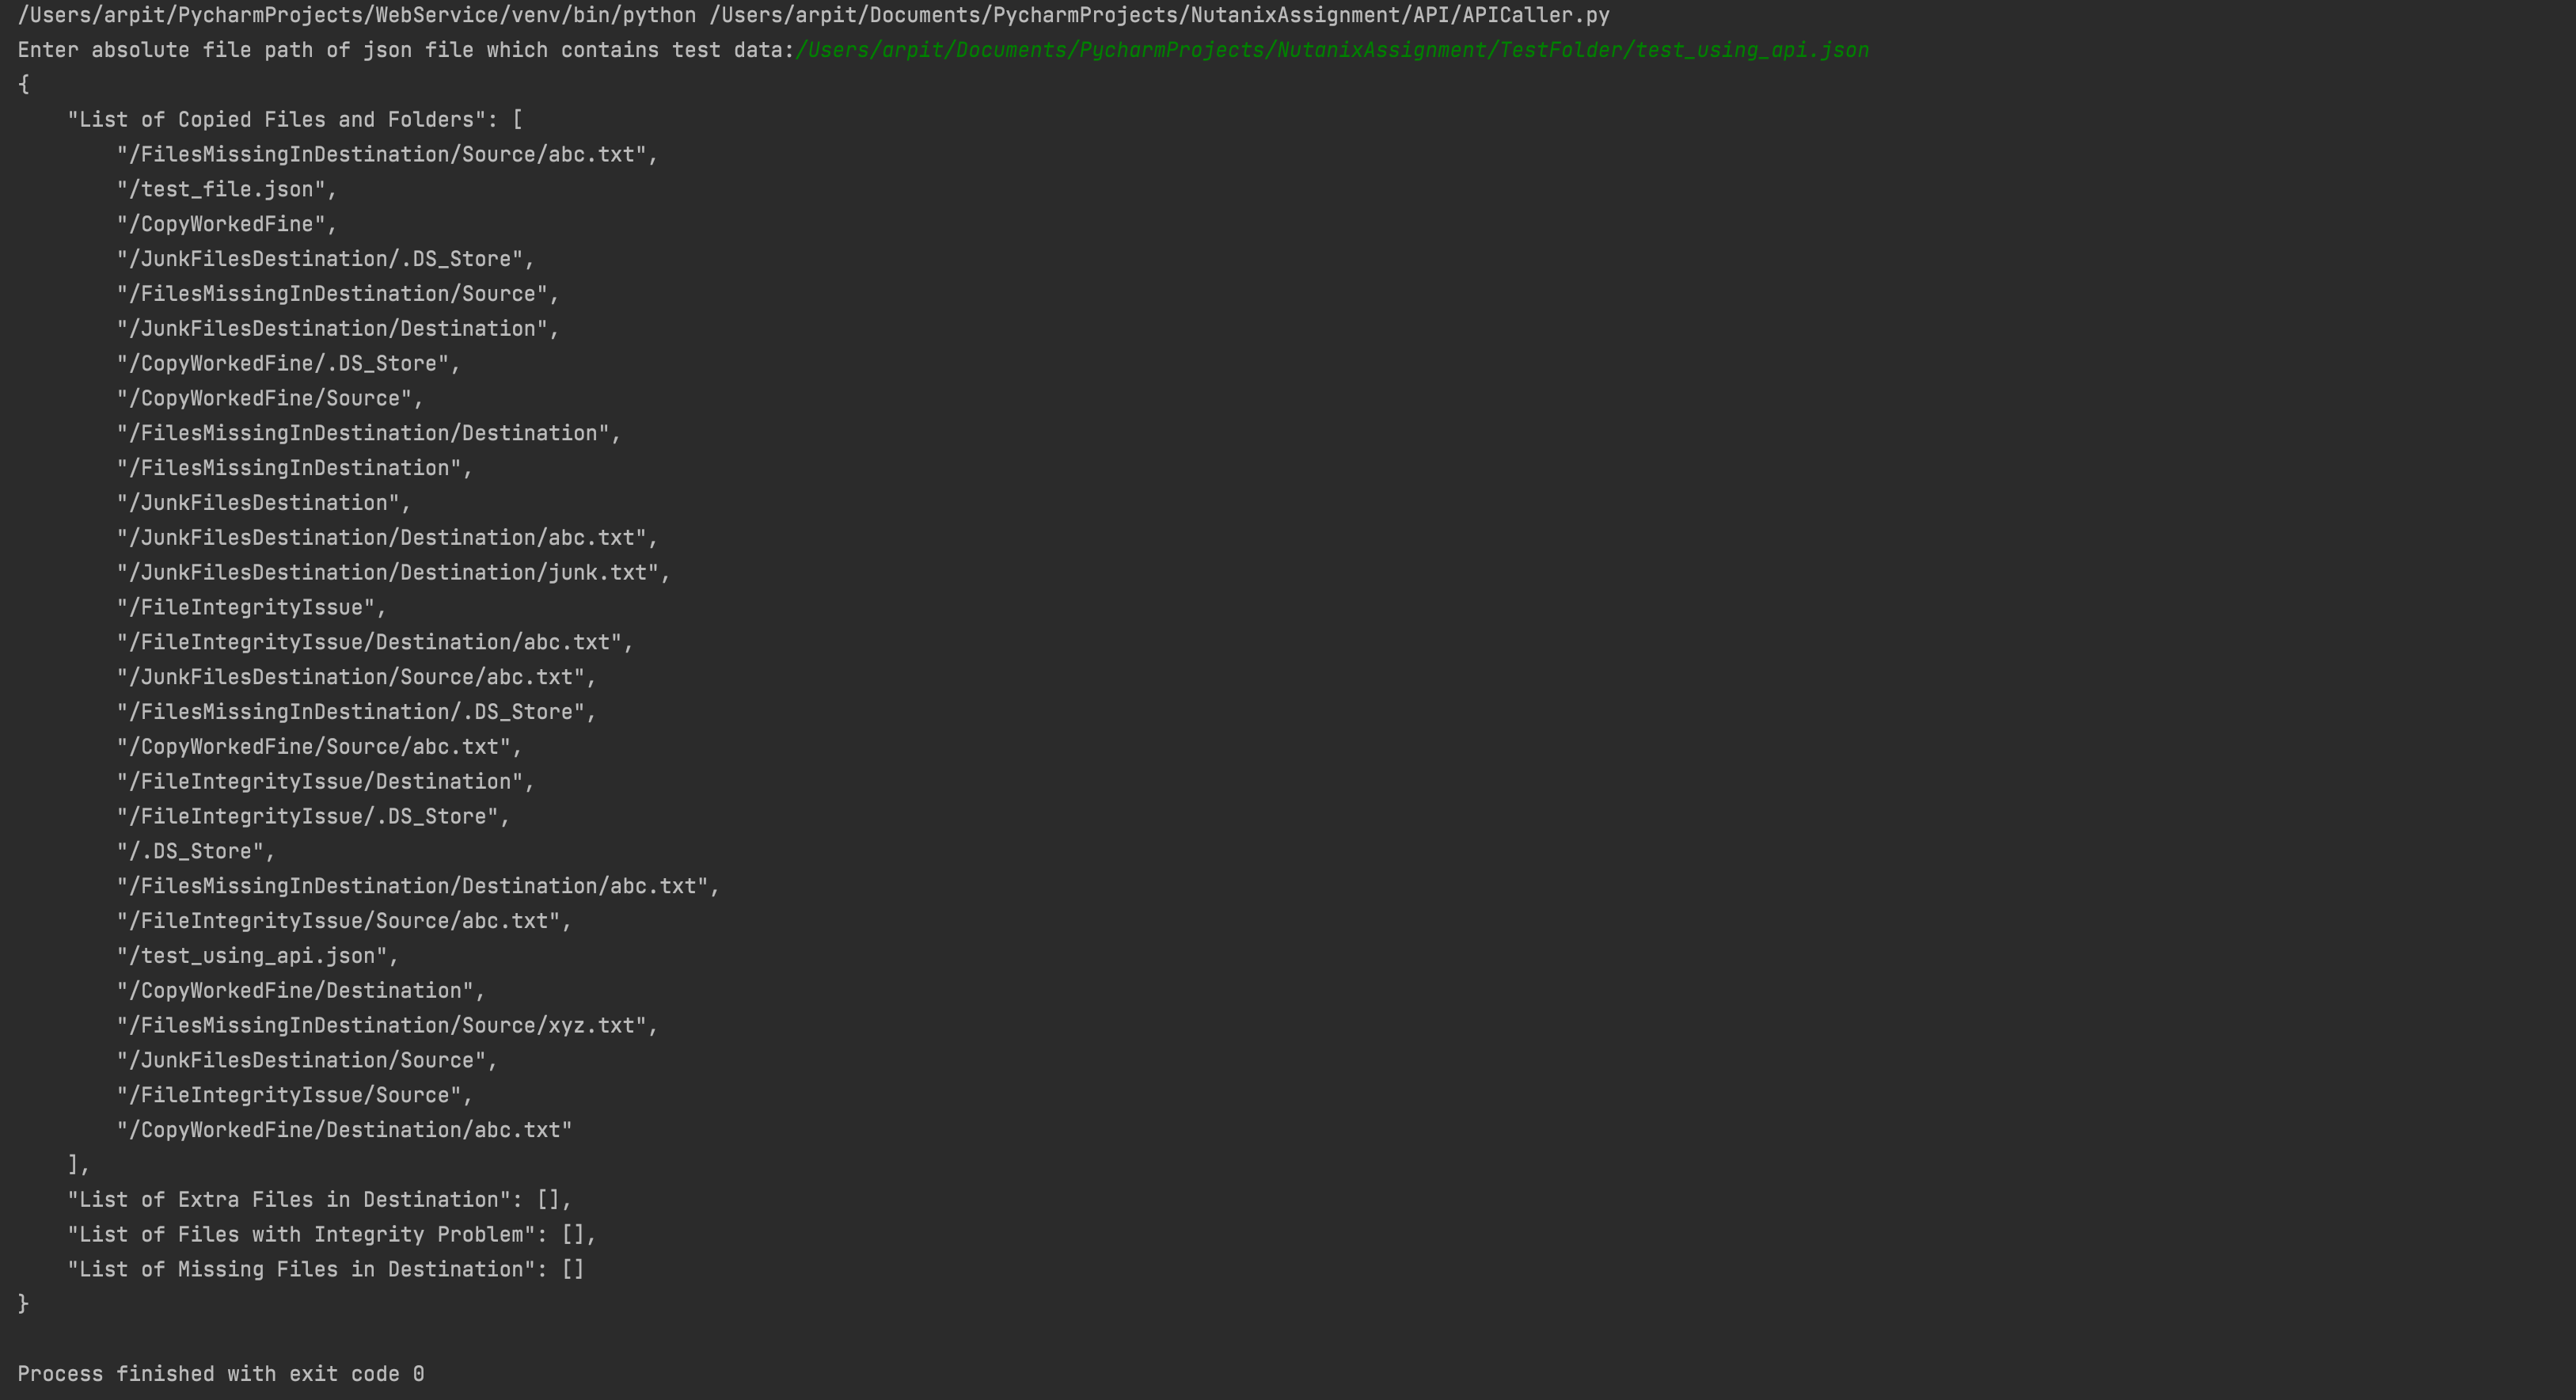 /Users/arpit/PycharmProjects/WebService/venv/bin/python /Users/arpit/Documents/PycharmProjects/NutanixAssignment/API/APICaller.py
Enter absolute file path of json file which contains test data:/Users/arpit/Documents/PycharmProjects/NutanixAssignment/TestFolder/test_using_api.json
{
    "List of Copied Files and Folders": [
        "/FilesMissingInDestination/Source/abc.txt",
        "/test_file.json",
        "/CopyWorkedFine",
        "/JunkFilesDestination/.DS_Store",
        "/FilesMissingInDestination/Source",
        "/JunkFilesDestination/Destination",
        "/CopyWorkedFine/.DS_Store",
        "/CopyWorkedFine/Source",
        "/FilesMissingInDestination/Destination",
        "/FilesMissingInDestination",
        "/JunkFilesDestination",
        "/JunkFilesDestination/Destination/abc.txt",
        "/JunkFilesDestination/Destination/junk.txt",
        "/FileIntegrityIssue",
        "/FileIntegrityIssue/Destination/abc.txt",
        "/JunkFilesDestination/Source/abc.txt",
        "/FilesMissingInDestination/.DS_Store",
        "/CopyWorkedFine/Source/abc.txt",
        "/FileIntegrityIssue/Destination",
        "/FileIntegrityIssue/.DS_Store",
        "/.DS_Store",
        "/FilesMissingInDestination/Destination/abc.txt",
        "/FileIntegrityIssue/Source/abc.txt",
        "/test_using_api.json",
        "/CopyWorkedFine/Destination",
        "/FilesMissingInDestination/Source/xyz.txt",
        "/JunkFilesDestination/Source",
        "/FileIntegrityIssue/Source",
        "/CopyWorkedFine/Destination/abc.txt"
    ],
    "List of Extra Files in Destination": [],
    "List of Files with Integrity Problem": [],
    "List of Missing Files in Destination": []
}
Process finished with exit code 0